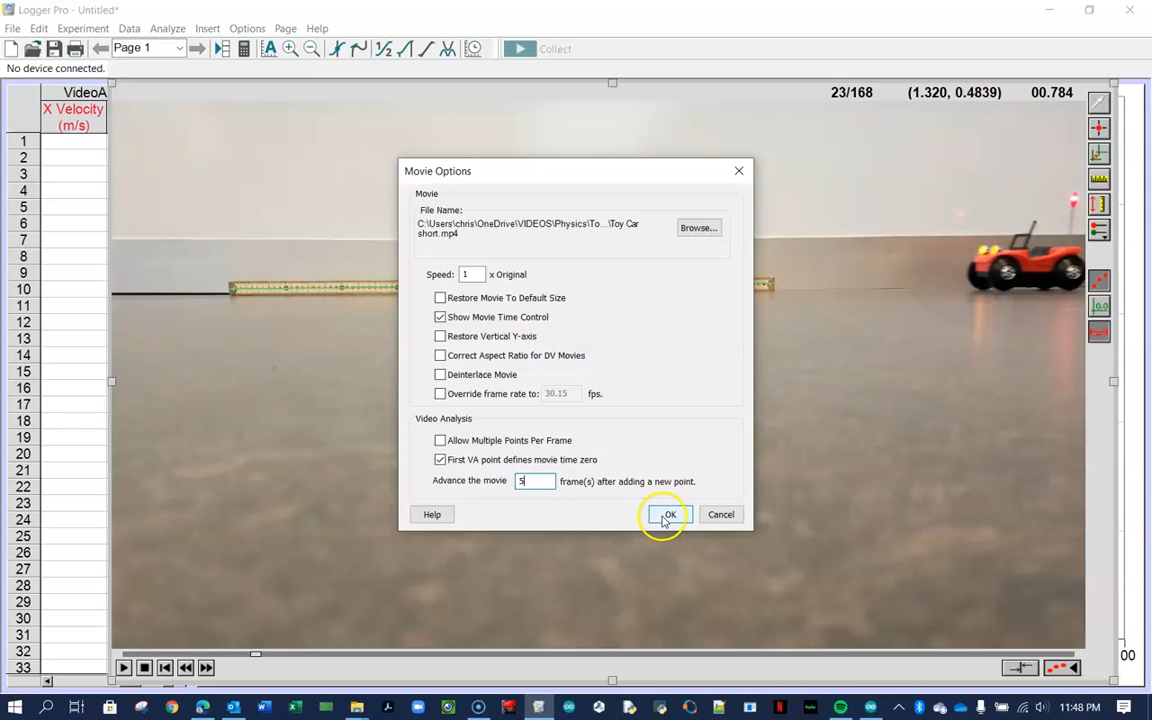 Logger Pro - Untitled*
File Edit Experiment Data Analyze Insert Options Page Help
Page 1
Collect
No device connected.
VideoA
X Velocity
(m/s)
23/168 (1.320, 0.4839) 00.784
1
2
3
4
5
6
7
8
9
10
11
12
13
14
15
16
17
18
19
20
21
22
23
24
25
26
27
28
29
30
31
32
33
Movie Options
Movie
File Name:
C:\Users\chris\OneDrive\VIDEOS\Physics\To...\Toy Car
short.mp4
Browse...
Speed: 1 x Original
Restore Movie To Default Size
Show Movie Time Control
Restore Vertical Y-axis
Correct Aspect Ratio for DV Movies
Deinterlace Movie
Override frame rate to: 30.15 fps.
Video Analysis
Allow Multiple Points Per Frame
First VA point defines movie time zero
Advance the movie 5 frame(s) after adding a new point.
Help OK Cancel
00
11:48 PM